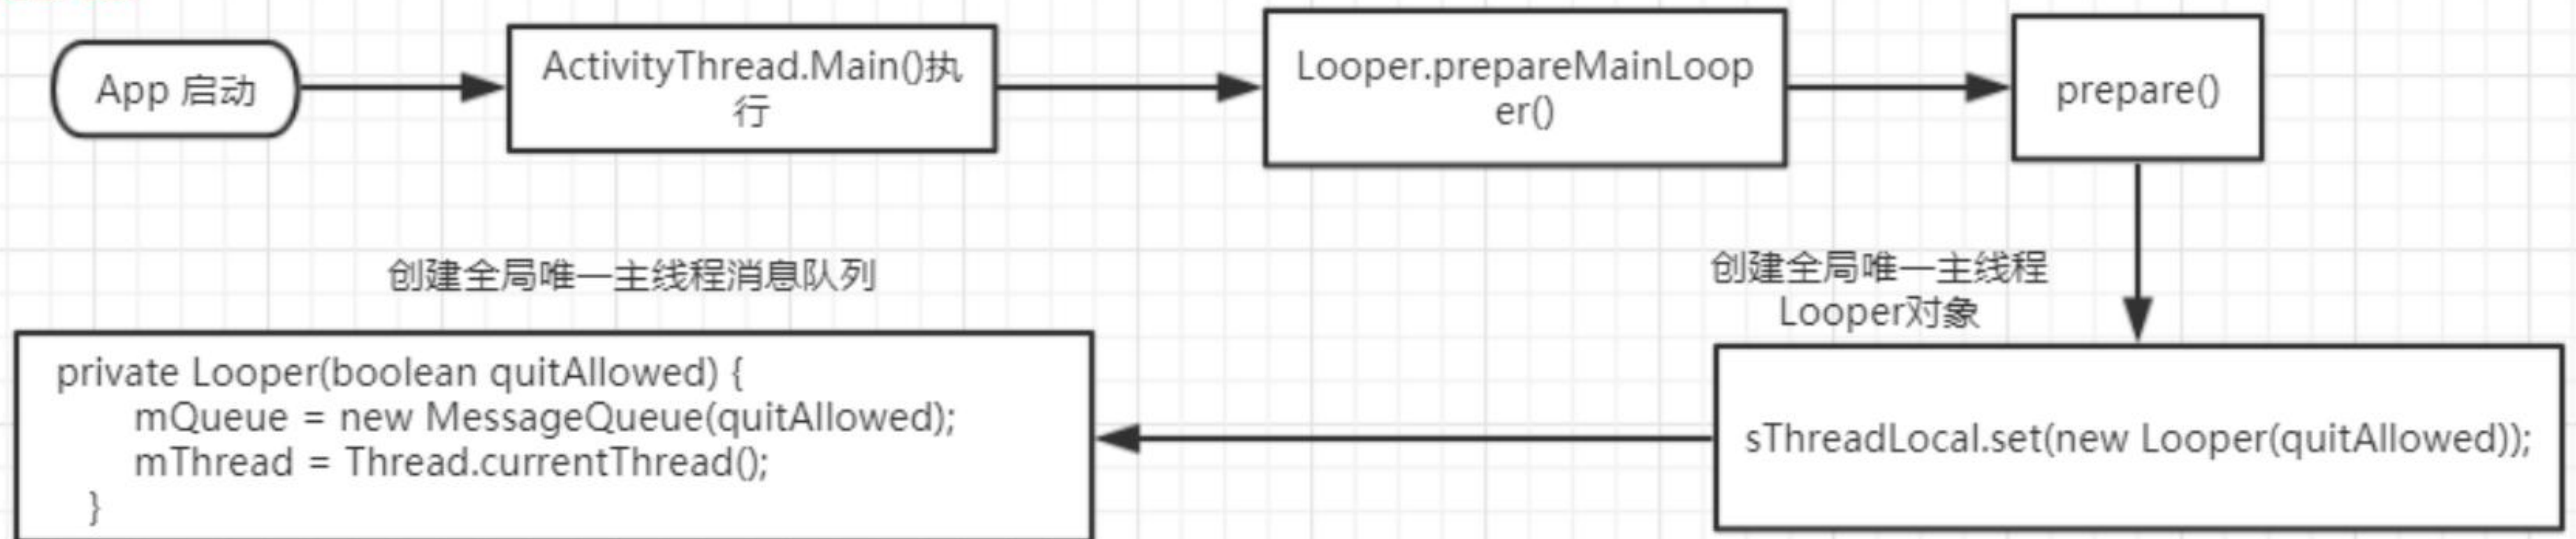 App 启动
ActivityThread.Main()执
行
Looper.prepareMainLoop
er()
prepare()
创建全局唯一主线程
Looper对象
sThreadLocal.set(new Looper(quitAllowed));
创建全局唯一主线程消息队列
private Looper(boolean quitAllowed) {
mQueue = new MessageQueue(quitAllowed);
mThread = Thread.currentThread();
}